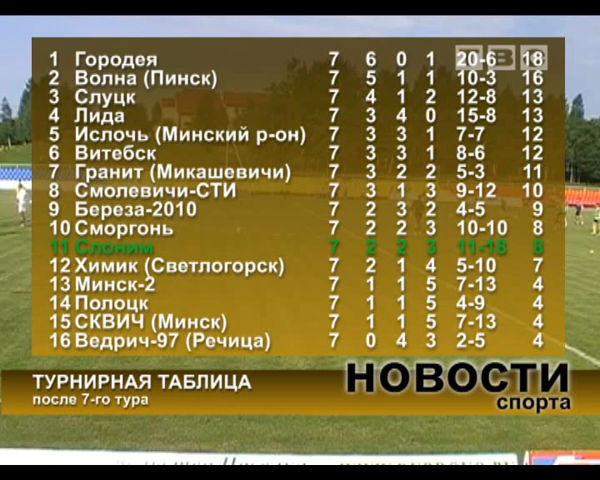 1 Городея 7 6 0 1 20-6 18
2 Волна (Пинск) 7 5 1 1 10-3 16
3 Слуцк 7 4 1 2 12-8 13
4 Лида 7 3 4 0 15-8 13
5 Ислочь (Минский р-он) 7 3 3 1 7-7 12
6 Витебск 7 3 3 1 8-6 12
7 Гранит (Микашевичи) 7 3 2 2 5-3 11
8 Смолевичи-СТИ 7 3 1 3 9-12 10
9 Береза-2010 7 2 3 2 4-5 9
10 Сморгонь 7 2 2 3 10-10 8
11 Слоним 7 2 2 3 11-18 8
12 Химик (Светлогорск) 7 2 1 4 5-10 7
13 Минск-2 7 1 1 5 7-13 4
14 Полоцк 7 1 1 5 4-9 4
15 СКВИЧ (Минск) 7 1 1 5 7-13 4
16 Ведрич-97 (Речица) 7 0 4 3 2-5 4
ТУРНИРНАЯ ТАБЛИЦА
после 7-го тура
НОВОСТИ
спорта